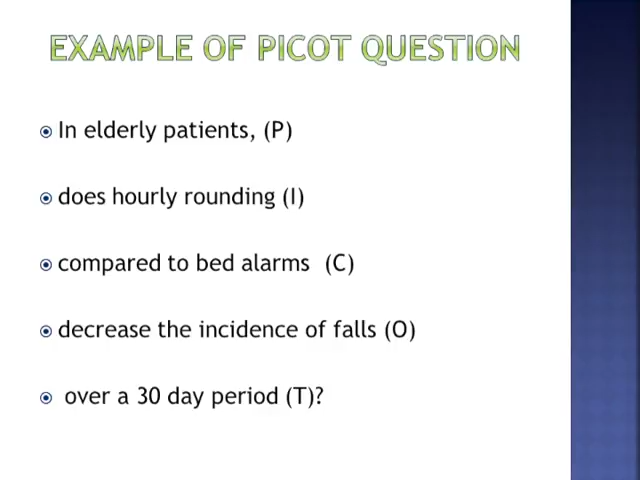 EXAMPLE OF PICOT QUESTION
In elderly patients, (P)
does hourly rounding (I)
compared to bed alarms (C)
decrease the incidence of falls (O)
over a 30 day period (T)?